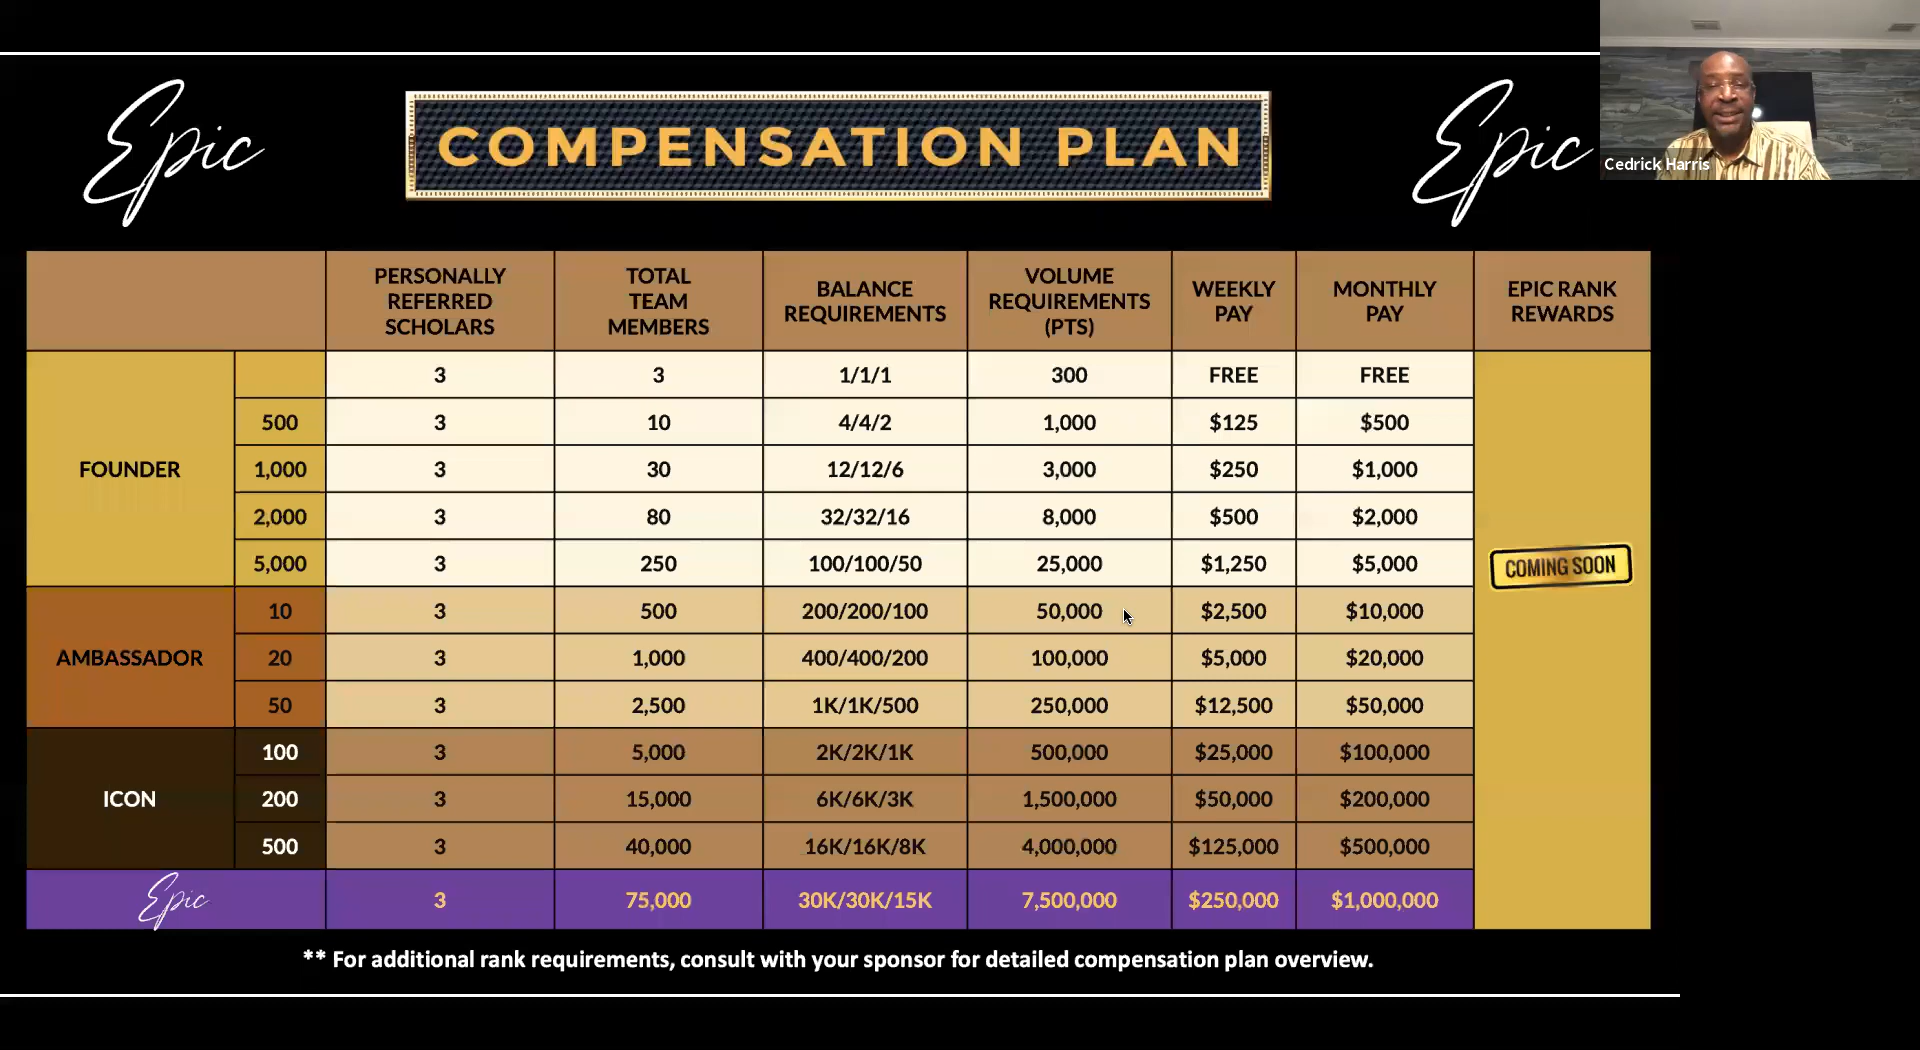 Epic
COMPENSATION PLAN
Epic
Cedrick Harris
PERSONALLY REFERRED SCHOLARS
TOTAL TEAM MEMBERS
BALANCE REQUIREMENTS
VOLUME REQUIREMENTS (PTS)
WEEKLY PAY
MONTHLY PAY
EPIC RANK REWARDS
FOUNDER
3 3 1/1/1 300 FREE FREE
500 3 10 4/4/2 1,000 $125 $500
1,000 3 30 12/12/6 3,000 $250 $1,000
2,000 3 80 32/32/16 8,000 $500 $2,000
5,000 3 250 100/100/50 25,000 $1,250 $5,000
COMING SOON
AMBASSADOR
10 3 500 200/200/100 50,000 $2,500 $10,000
20 3 1,000 400/400/200 100,000 $5,000 $20,000
50 3 2,500 1K/1K/500 250,000 $12,500 $50,000
ICON
100 3 5,000 2K/2K/1K 500,000 $25,000 $100,000
200 3 15,000 6K/6K/3K 1,500,000 $50,000 $200,000
500 3 40,000 16K/16K/8K 4,000,000 $125,000 $500,000
Epic 3 75,000 30K/30K/15K 7,500,000 $250,000 $1,000,000
** For additional rank requirements, consult with your sponsor for detailed compensation plan overview.